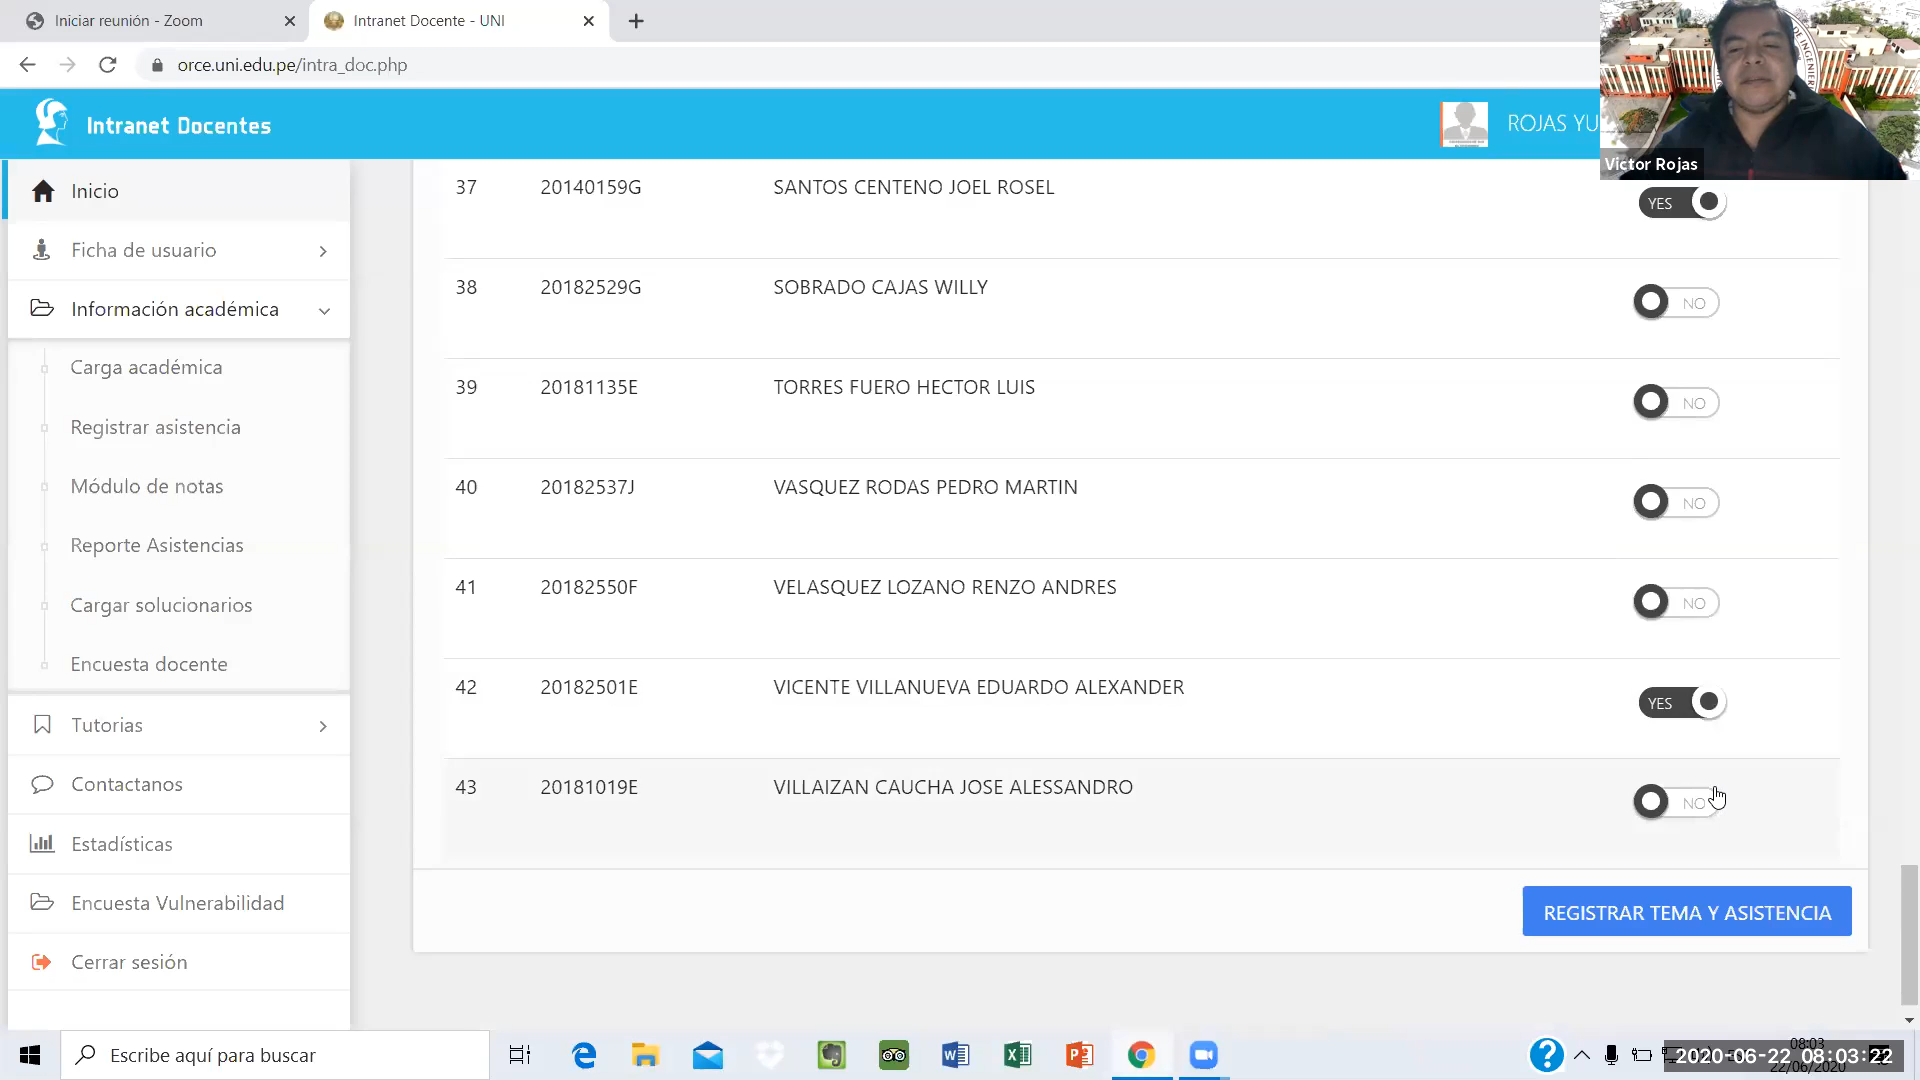 Iniciar reunión - Zoom
Intranet Docente - UNI
orce.uni.edu.pe/intra_doc.php
Intranet Docentes
ROJAS YU
Victor Rojas
Inicio
Ficha de usuario
Información académica
Carga académica
Registrar asistencia
Módulo de notas
Reporte Asistencias
Cargar solucionarios
Encuesta docente
Tutorias
Contactanos
Estadísticas
Encuesta Vulnerabilidad
Cerrar sesión
37 20140159G SANTOS CENTENO JOEL ROSEL YES
38 20182529G SOBRADO CAJAS WILLY NO
39 20181135E TORRES FUERO HECTOR LUIS NO
40 20182537J VASQUEZ RODAS PEDRO MARTIN NO
41 20182550F VELASQUEZ LOZANO RENZO ANDRES NO
42 20182501E VICENTE VILLANUEVA EDUARDO ALEXANDER YES
43 20181019E VILLAIZAN CAUCHA JOSE ALESSANDRO NO
REGISTRAR TEMA Y ASISTENCIA
Escribe aquí para buscar
08:03
2020-06-22 08:03:22
22/06/2020